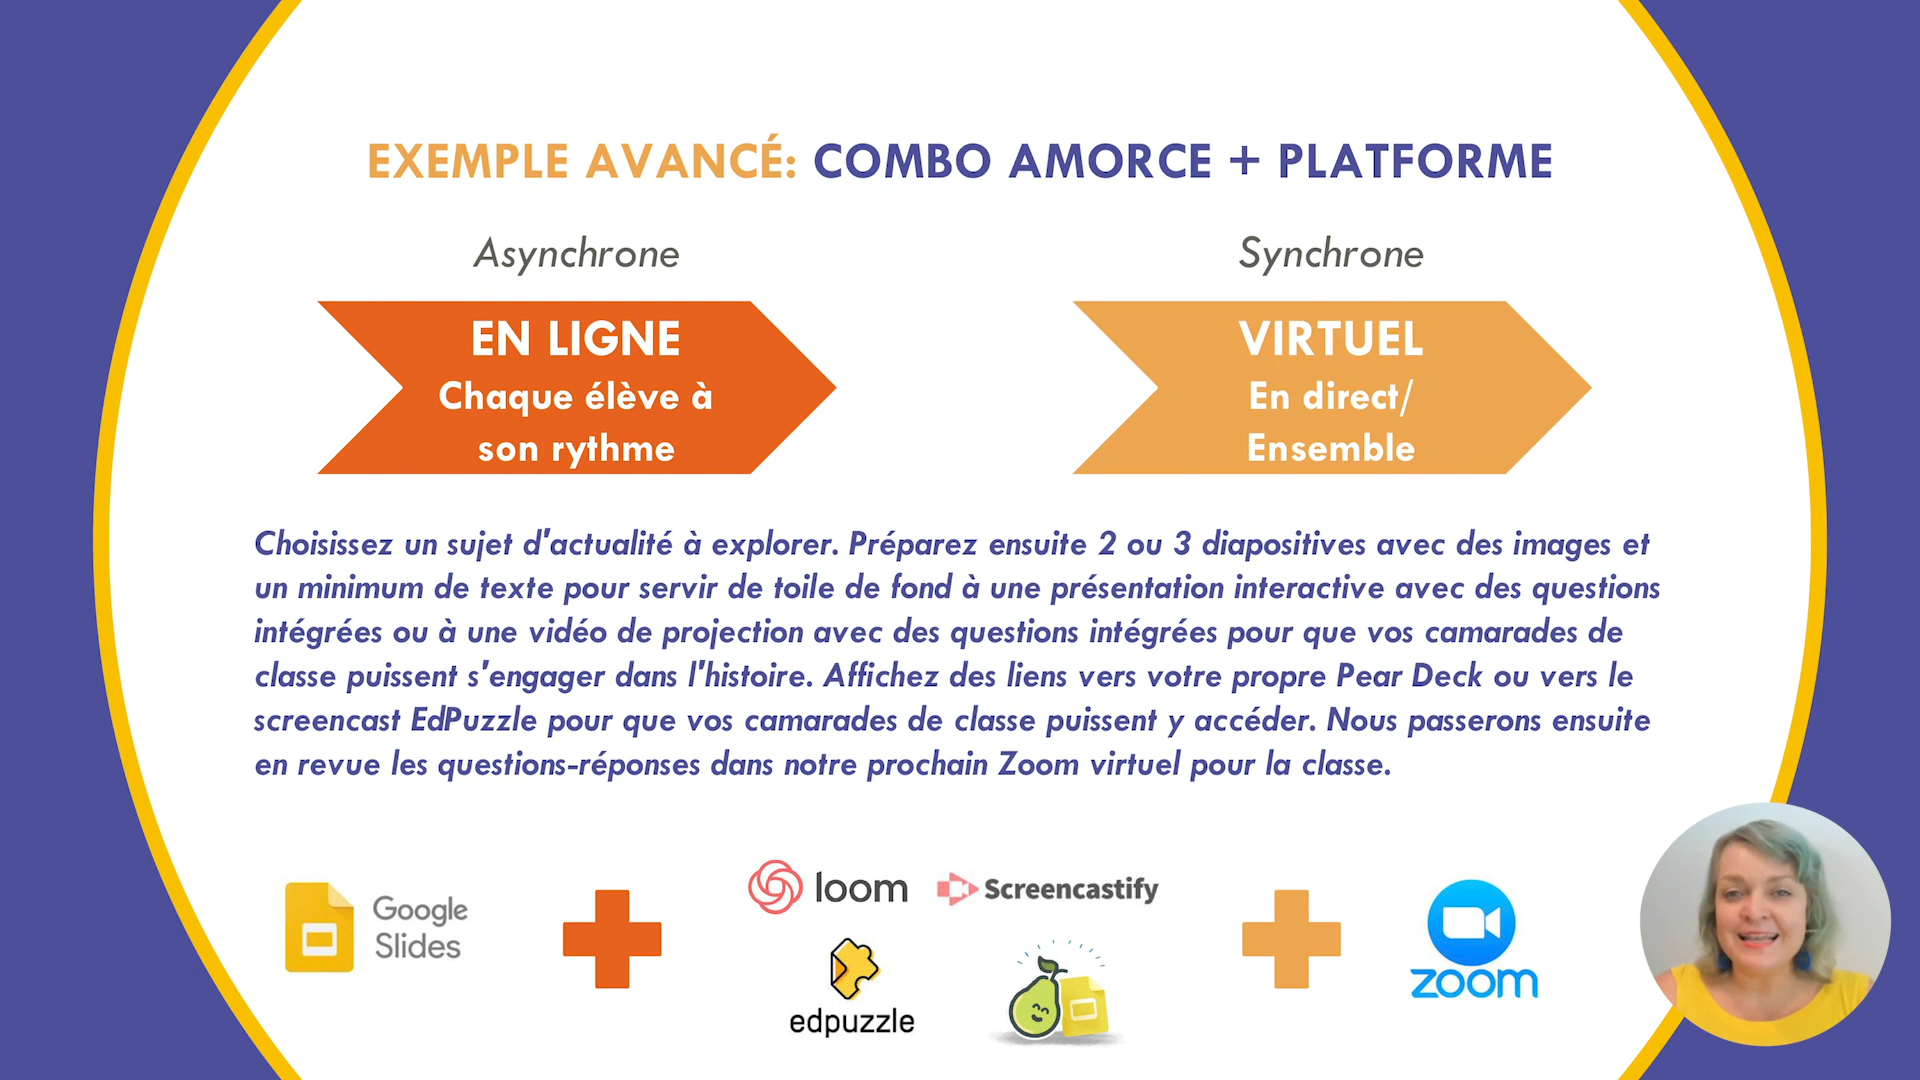 EXEMPLE AVANCÉ: COMBO AMORCE + PLATFORME
Asynchrone
EN LIGNE
Chaque élève à
son rythme
Synchrone
VIRTUEL
En direct/
Ensemble
Choisissez un sujet d'actualité à explorer. Préparez ensuite 2 ou 3 diapositives avec des images et
un minimum de texte pour servir de toile de fond à une présentation interactive avec des questions
intégrées ou à une vidéo de projection avec des questions intégrées pour que vos camarades de
classe puissent s'engager dans l'histoire. Affichez des liens vers votre propre Pear Deck ou vers le
screencast EdPuzzle pour que vos camarades de classe puissent y accéder. Nous passerons ensuite
en revue les questions-réponses dans notre prochain Zoom virtuel pour la classe.
Google
Slides
loom
Screencastify
edpuzzle
zoom